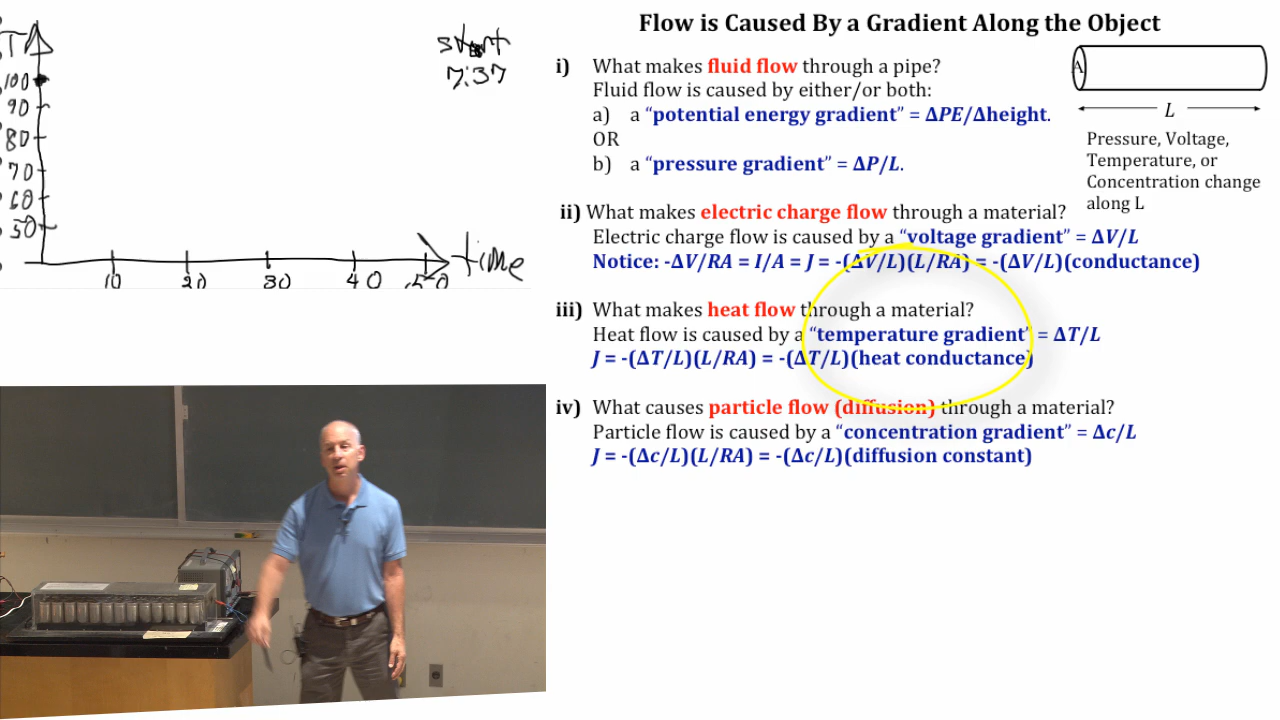 T
100
90
80
70
60
50
10 20 30 40 50
time
start
7:37
Flow is Caused By a Gradient Along the Object
i) What makes fluid flow through a pipe?
Fluid flow is caused by either/or both:
a) a “potential energy gradient” = ΔPE/Δheight.
OR
b) a “pressure gradient” = ΔP/L.
A
L
Pressure, Voltage,
Temperature, or
Concentration change
along L
ii) What makes electric charge flow through a material?
Electric charge flow is caused by a “voltage gradient” = ΔV/L
Notice: -ΔV/RA = I/A = J = -(ΔV/L)(L/RA) = -(ΔV/L)(conductance)
iii) What makes heat flow through a material?
Heat flow is caused by a “temperature gradient” = ΔT/L
J = -(ΔT/L)(L/RA) = -(ΔT/L)(heat conductance)
iv) What causes particle flow (diffusion) through a material?
Particle flow is caused by a “concentration gradient” = Δc/L
J = -(Δc/L)(L/RA) = -(Δc/L)(diffusion constant)